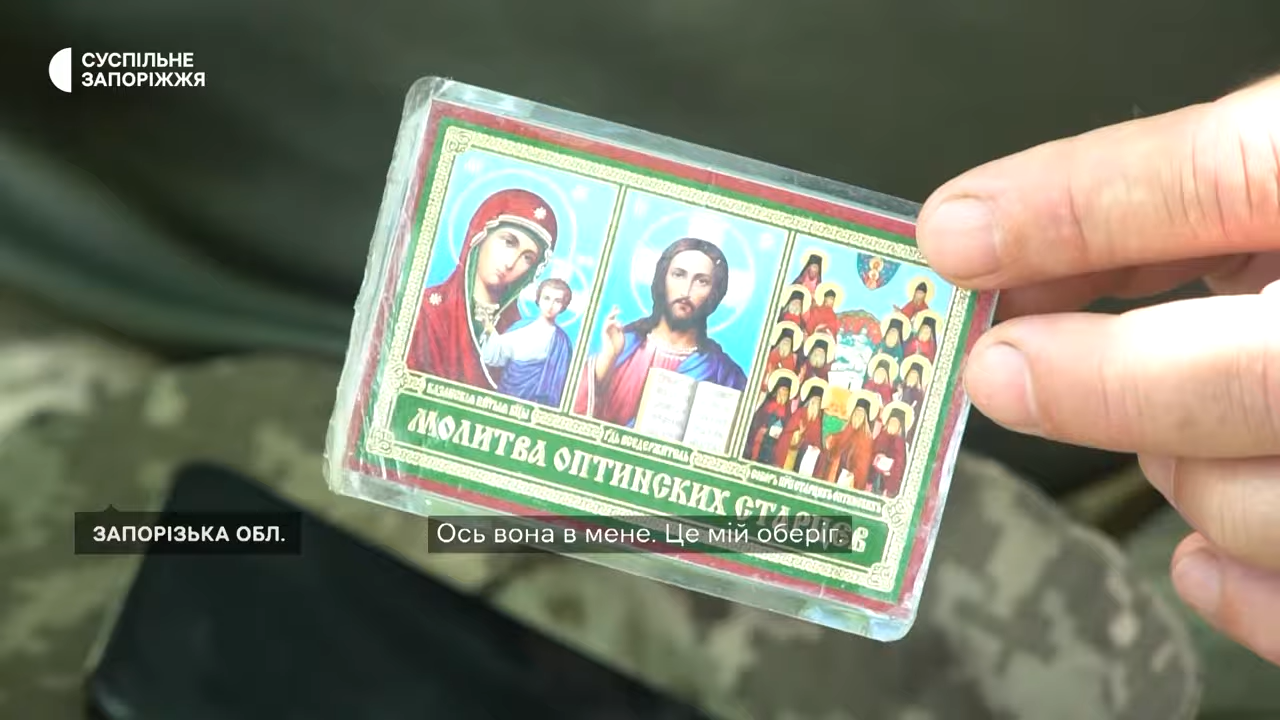 СУСПІЛЬНЕ
ЗАПОРІЖЖЯ
МОЛИТВА ОПТИНСКИХ СТАРЦЕВ
ЗАПОРІЗЬКА ОБЛ.
Ось вона в мене. Це мій оберіг.